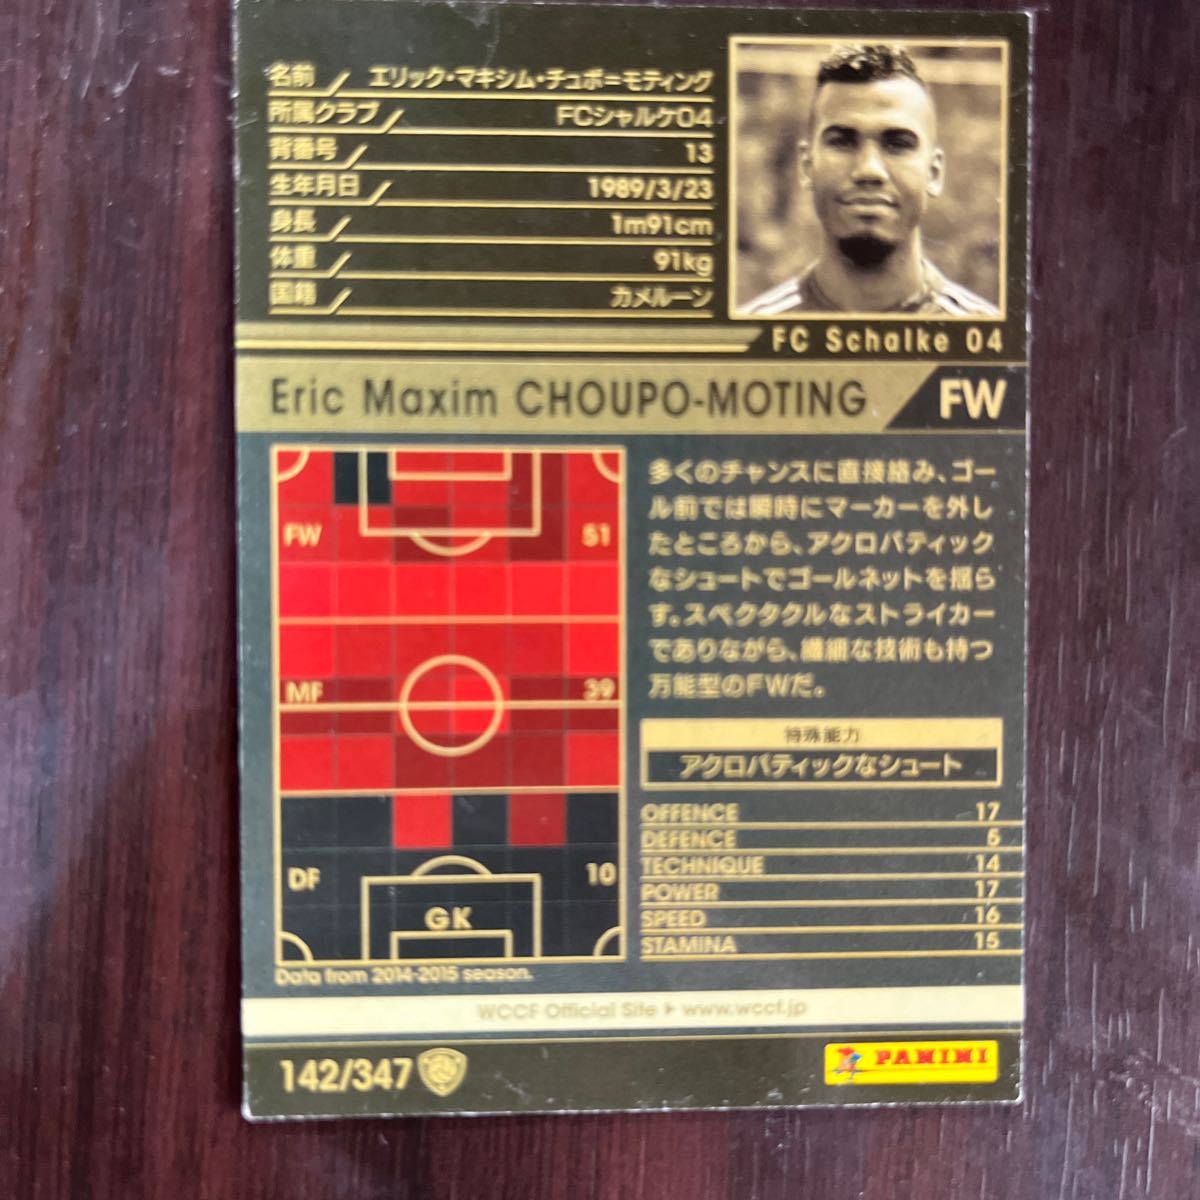 名前 エリック・マキシム・チュポ=モティング
所属クラブ FCシャルケ04
背番号 13
生年月日 1989/3/23
身長 1m91cm
体重 91kg
国籍 カメルーン
FC Schalke 04
Eric Maxim CHOUPO-MOTING FW
FW 51
MF 39
DF 10
GK
Data from 2014-2015 season.
多くのチャンスに直接絡み、ゴー
ル前では瞬時にマーカーを外し
たところから、アクロバティック
なシュートでゴールネットを揺ら
す。スペクタクルなストライカー
でありながら、繊細な技術も持つ
万能型のFWだ。
特殊能力
アクロバティックなシュート
OFFENCE 17
DEFENCE 5
TECHNIQUE 14
POWER 17
SPEED 16
STAMINA 15
WCCF Official Site ▶ www.wccf.jp
142/347
PANINI